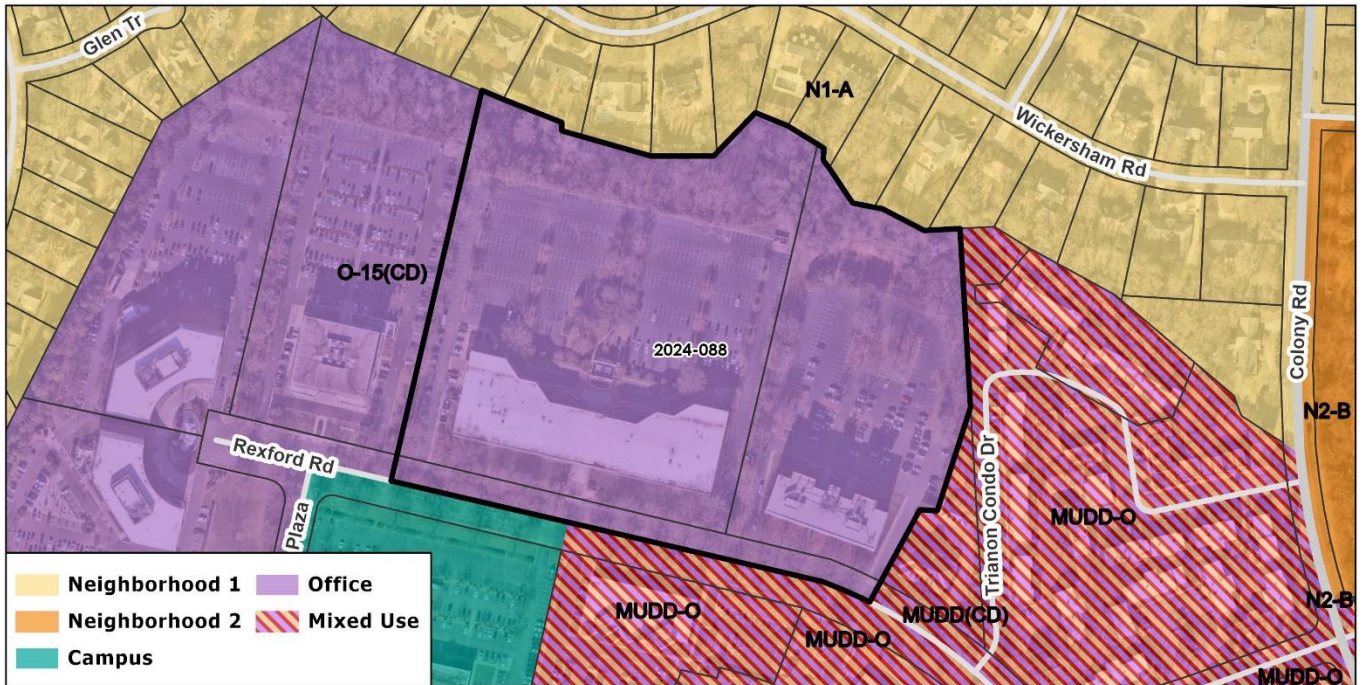 Glen Tr
N1-A
Wickersham Rd
O-15(CD)
2024-088
Colony Rd
N2-B
Rexford Rd
Plaza
Trianon Condo Dr
MUDD-O
N2-B
MUDD-O
MUDD(CD)
MUDD-O
MUDD-O
Neighborhood 1
Office
Neighborhood 2
Mixed Use
Campus